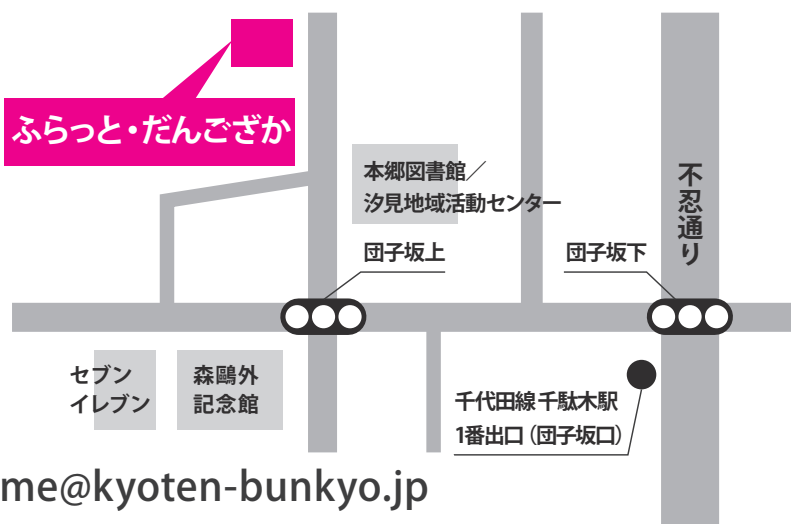 ふらっと・だんござか
本郷図書館／
汐見地域活動センター
不忍通り
団子坂上
団子坂下
セブン
イレブン
森鷗外
記念館
千代田線 千駄木駅
1番出口（団子坂口）
me@kyoten-bunkyo.jp